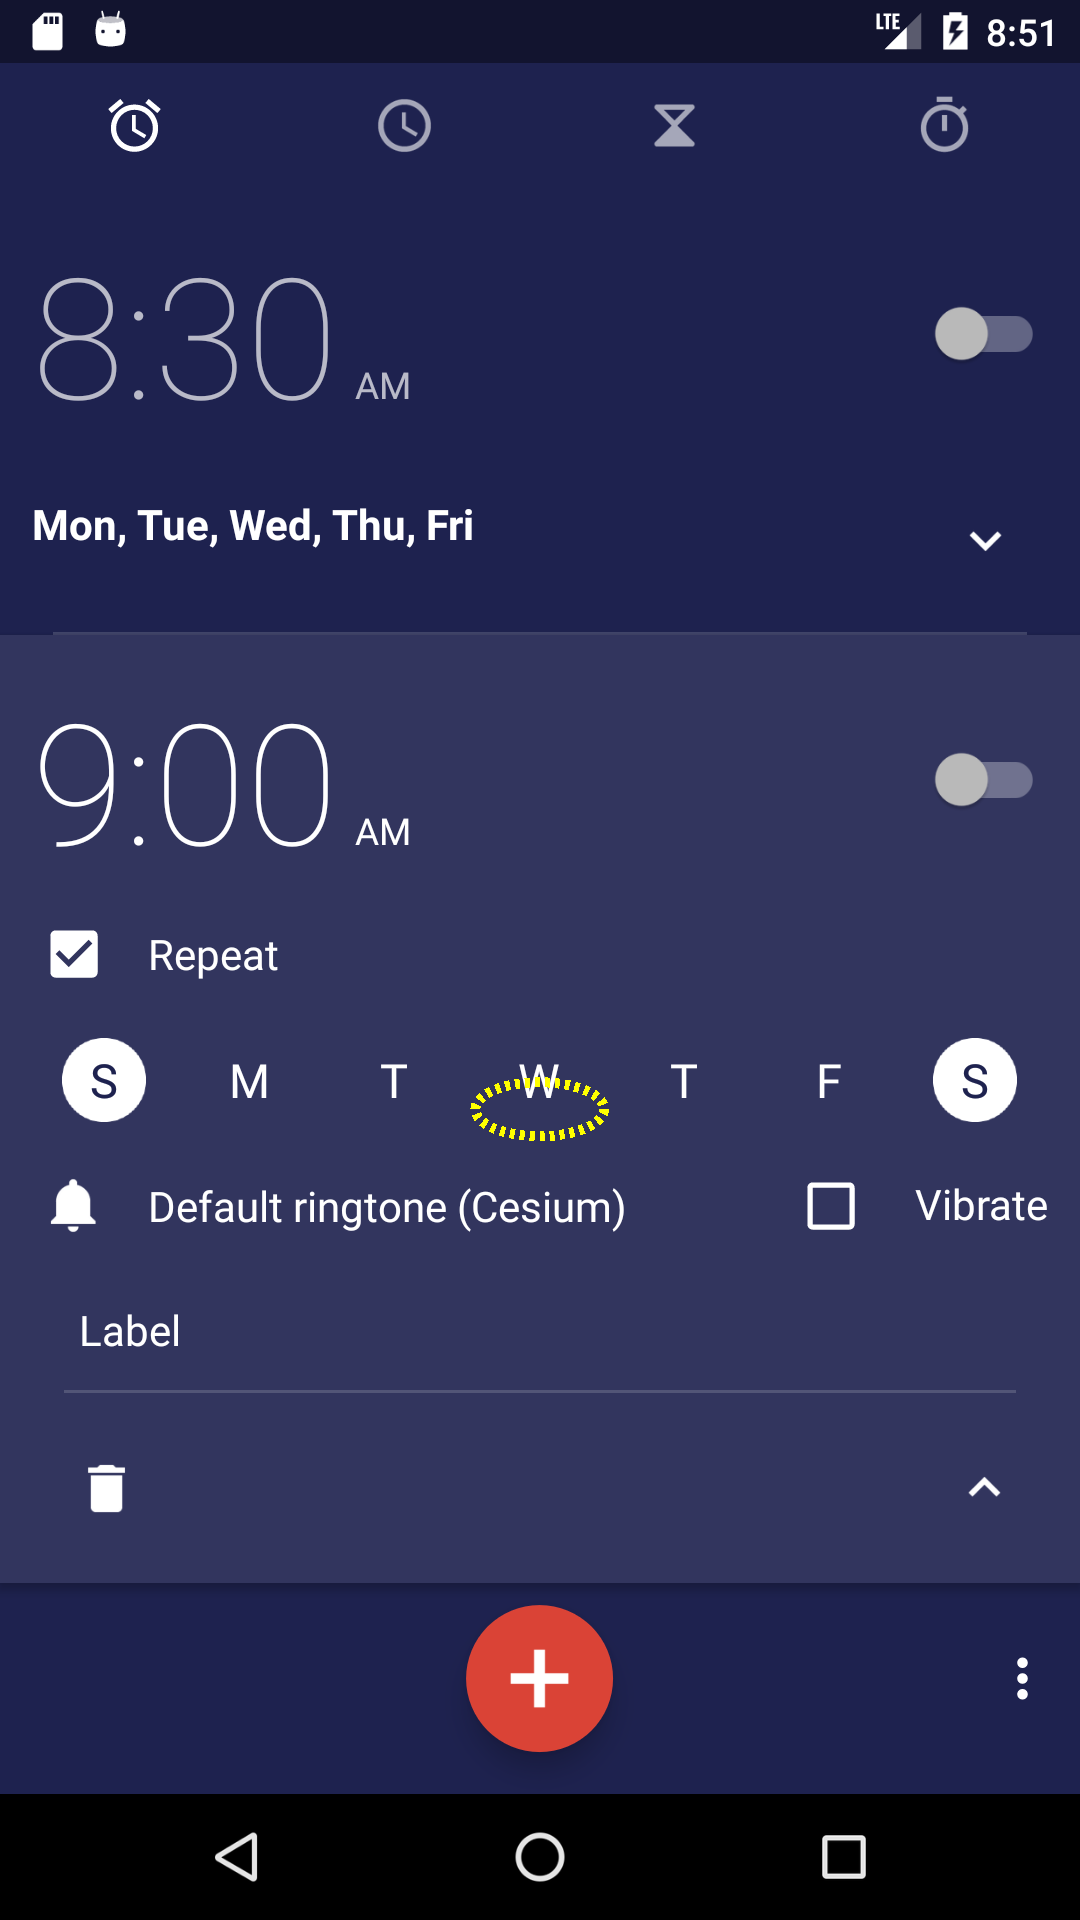 LTE 8:51
8:30 AM
Mon, Tue, Wed, Thu, Fri
9:00 AM
Repeat
S M T W T F S
Default ringtone (Cesium) Vibrate
Label